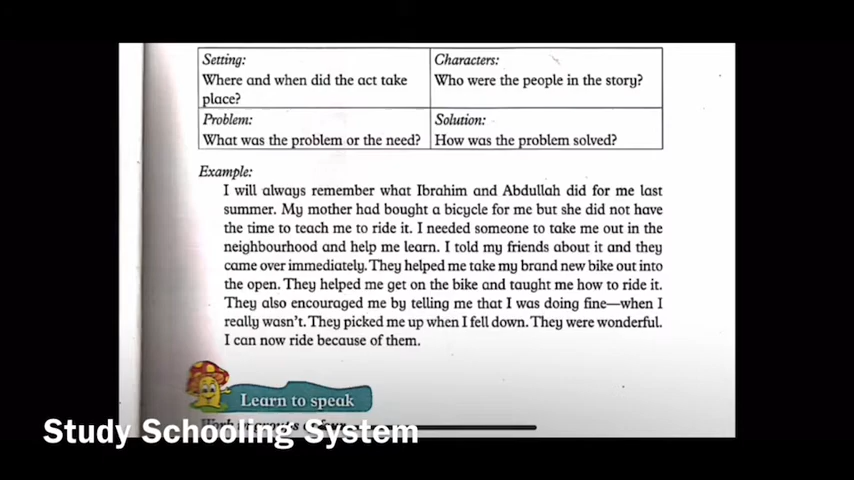 Setting:
Where and when did the act take
place?
Characters:
Who were the people in the story?
Problem:
What was the problem or the need?
Solution:
How was the problem solved?
Example:
I will always remember what Ibrahim and Abdullah did for me last
summer. My mother had bought a bicycle for me but she did not have
the time to teach me to ride it. I needed someone to take me out in the
neighbourhood and help me learn. I told my friends about it and they
came over immediately. They helped me take my brand new bike out into
the open. They helped me get on the bike and taught me how to ride it.
They also encouraged me by telling me that I was doing fine—when I
really wasn't. They picked me up when I fell down. They were wonderful.
I can now ride because of them.
Learn to speak
Study Schooling System